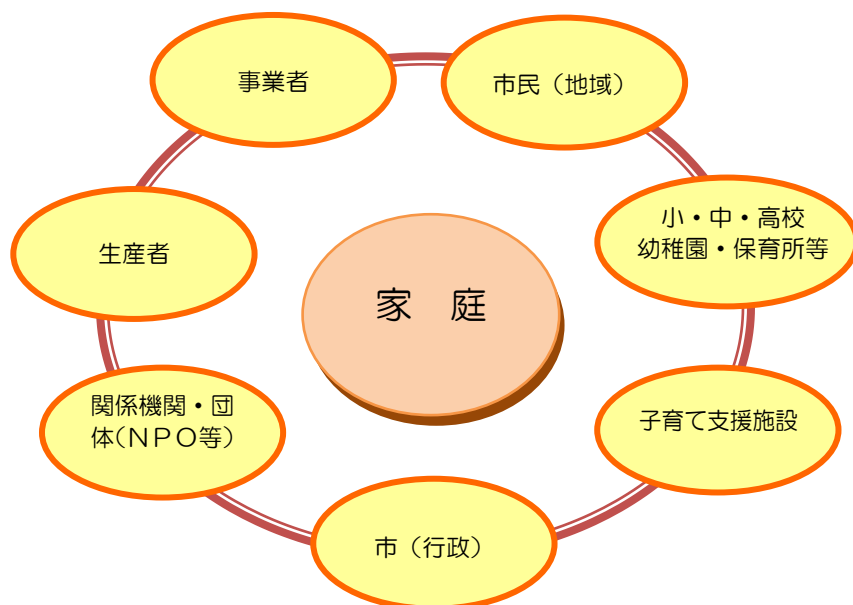 事業者
市民（地域）
生産者
小・中・高校
幼稚園・保育所等
家　庭
関係機関・団
体(ＮＰＯ等)
子育て支援施設
市（行政）